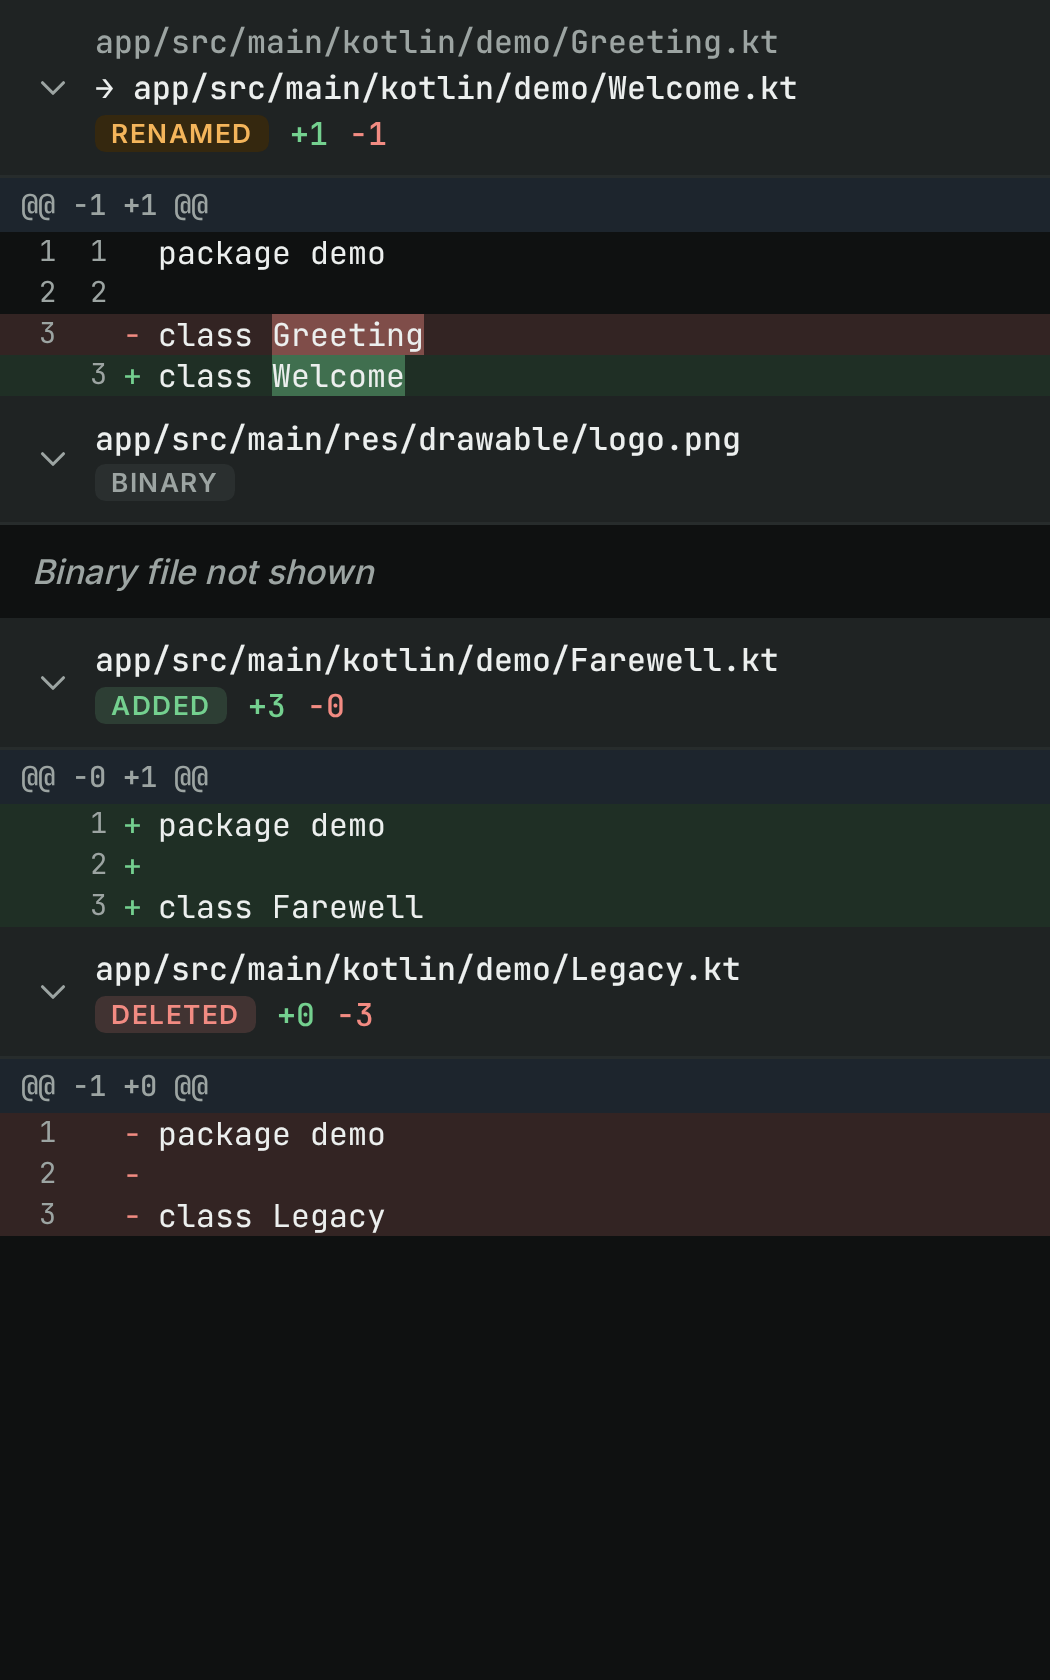 app/src/main/kotlin/demo/Greeting.kt
→ app/src/main/kotlin/demo/Welcome.kt
RENAMED +1 -1
@@ -1 +1 @@
1 1 package demo
2 2
3 - class Greeting
3 + class Welcome
app/src/main/res/drawable/logo.png
BINARY
Binary file not shown
app/src/main/kotlin/demo/Farewell.kt
ADDED +3 -0
@@ -0 +1 @@
1 + package demo
2 +
3 + class Farewell
app/src/main/kotlin/demo/Legacy.kt
DELETED +0 -3
@@ -1 +0 @@
1 - package demo
2 -
3 - class Legacy